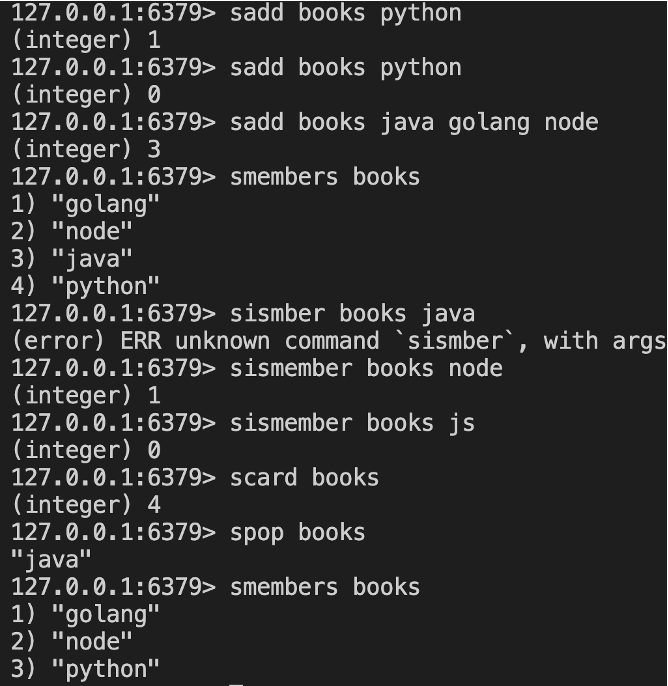 127.0.0.1:6379> sadd books python
(integer) 1
127.0.0.1:6379> sadd books python
(integer) 0
127.0.0.1:6379> sadd books java golang node
(integer) 3
127.0.0.1:6379> smembers books
1) "golang"
2) "node"
3) "java"
4) "python"
127.0.0.1:6379> sismber books java
(error) ERR unknown command `sismber`, with args
127.0.0.1:6379> sismember books node
(integer) 1
127.0.0.1:6379> sismember books js
(integer) 0
127.0.0.1:6379> scard books
(integer) 4
127.0.0.1:6379> spop books
"java"
127.0.0.1:6379> smembers books
1) "golang"
2) "node"
3) "python"